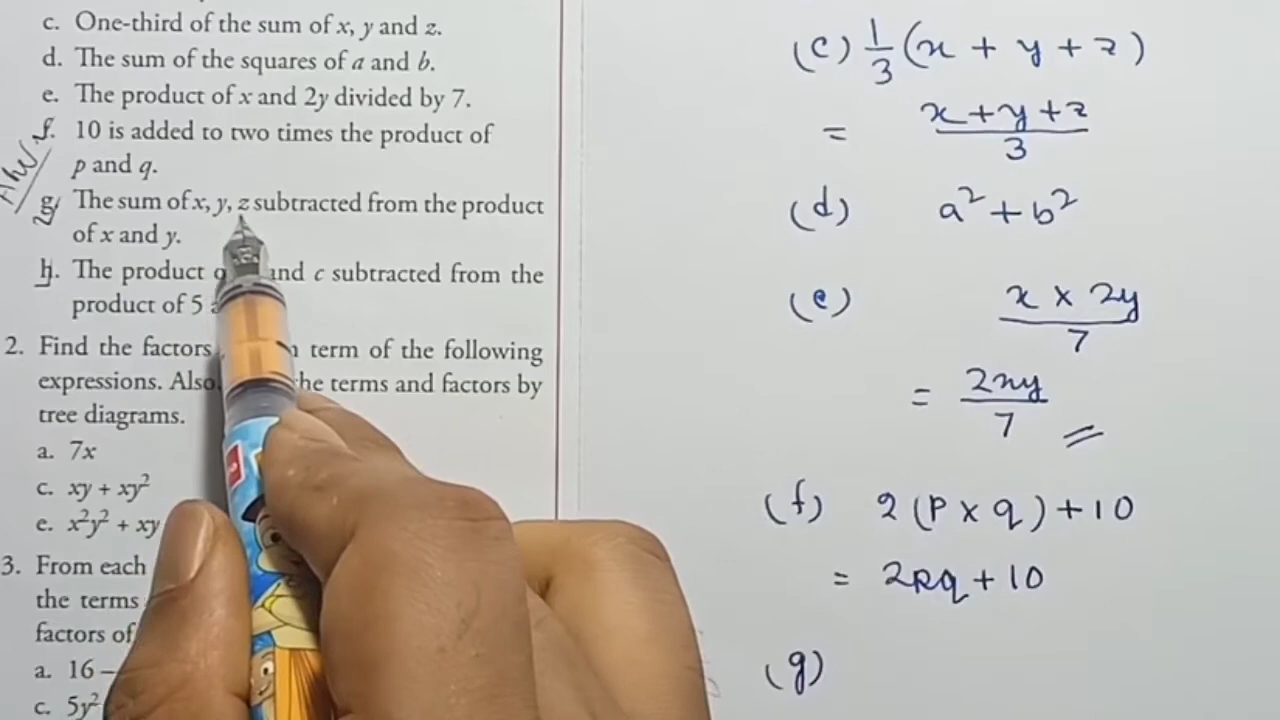 c. One-third of the sum of x, y and z.
d. The sum of the squares of a and b.
e. The product of x and 2y divided by 7.
f. 10 is added to two times the product of
p and q.
Ans
g. The sum of x, y, z subtracted from the product
of x and y.
h. The product and c subtracted from the
product of 5
2. Find the factors term of the following
expressions. Also the terms and factors by
tree diagrams.
a. 7x
c. xy + xy²
e. x²y² + xy
3. From each
the terms
factors of
a. 16 –
c. 5y²
(c) 1/3 (x + y + z)
= (x + y + z)/3
(d) a² + b²
(e) (x × 2y)/7
= 2xy/7
(f) 2(p × q) + 10
= 2pq + 10
(g)